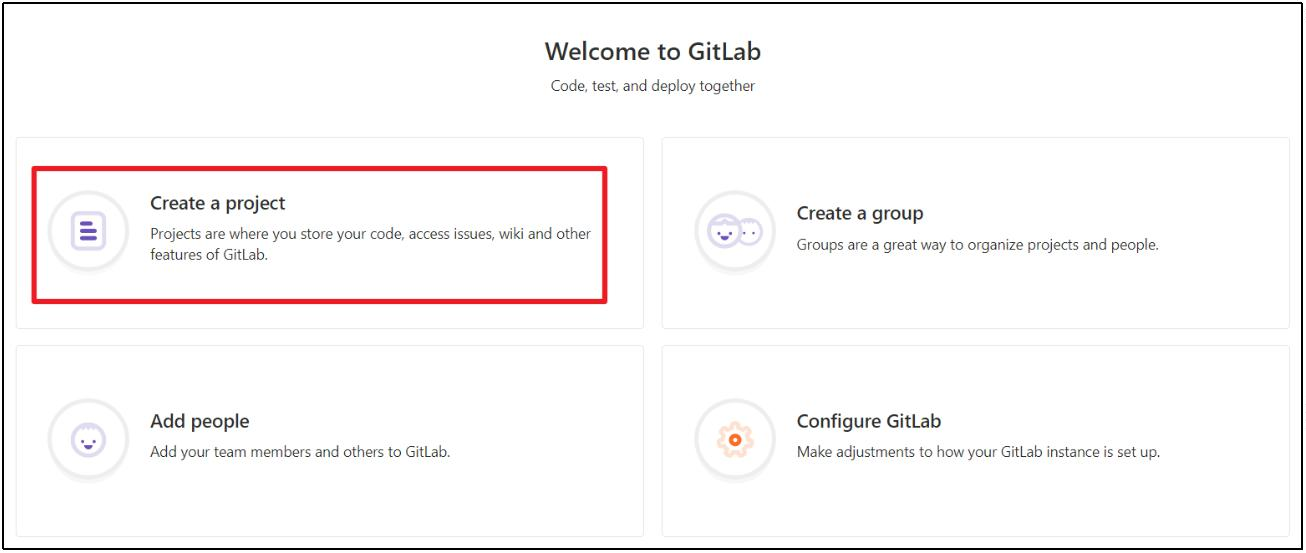 Welcome to GitLab
Code, test, and deploy together
Create a project
Projects are where you store your code, access issues, wiki and other
features of GitLab.
Create a group
Groups are a great way to organize projects and people.
Add people
Add your team members and others to GitLab.
Configure GitLab
Make adjustments to how your GitLab instance is set up.